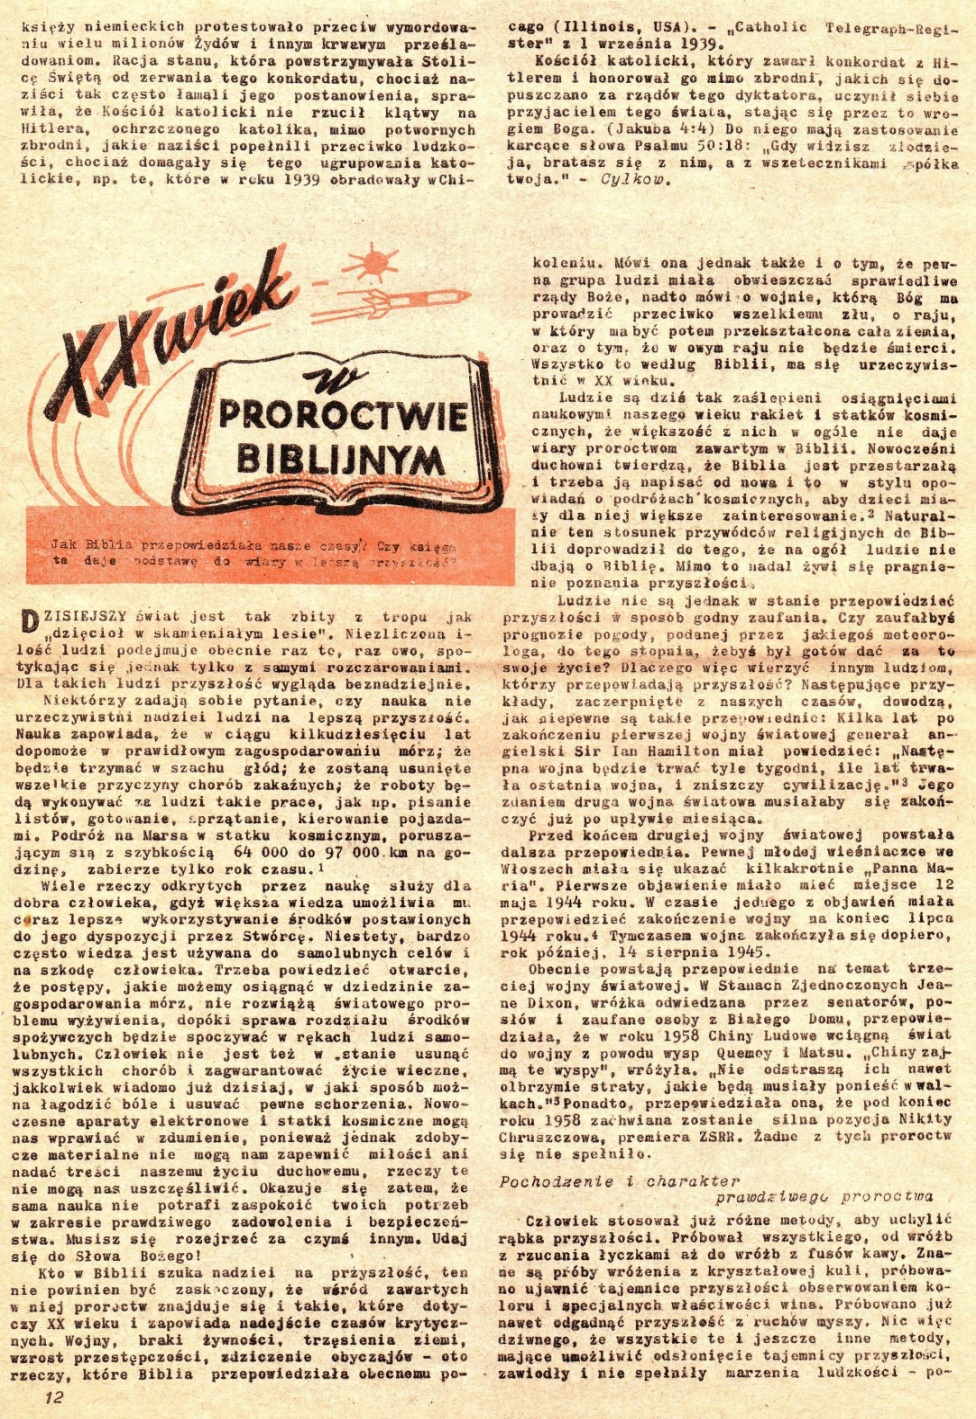 księży niemieckich protestowało przeciw wymordowa-
niu wielu milionów Żydów i innym krwawym prześla-
dowaniom. Racja stanu, która powstrzymywała Stoli-
cę Świętą od zerwania tego konkordatu, chociaż na-
ziści tak często łamali jego postanowienia, spra-
wiła, że Kościół katolicki nie rzucił klątwy na
Hitlera, ochrzczonego katolika, mimo potwornych
zbrodni, jakie naziści popełnili przeciwko ludzko-
ści, chociaż domagały się tego ugrupowania kato-
lickie, np. te, które w roku 1939 obradowały w Chi-
cago (Illinois, USA). - „Catholic Telegraph-Regi-
ster" z 1 września 1939.
Kościół katolicki, który zawarł konkordat z Hi-
tlerem i honorował go mimo zbrodni, jakich się do-
puszczano za rządów tego dyktatora, uczynił siebie
przyjacielem tego świata, stając się przez to wro-
giem Boga. (Jakuba 4:4) Do niego mają zastosowanie
karcące słowa Psalmu 50:18: „Gdy widzisz złodzie-
ja, bratasz się z nim, a z wszetecznikami spółka
twoja." - Cylkow.
XX wiek
w
PROROCTWIE
BIBLIJNYM
Jak Biblia przepowiedziała nasze czasy? Czy księga
ta daje podstawę do wiary w lepszą przyszłość?
DZISIEJSZY świat jest tak zbity z tropu jak
„dzięcioł w skamieniałym lesie". Niezliczona i-
lość ludzi podejmuje obecnie raz to, raz owo, spo-
tykając się jednak tylko z samymi rozczarowaniami.
Dla takich ludzi przyszłość wygląda beznadziejnie.
Niektórzy zadają sobie pytanie, czy nauka nie
urzeczywistni nadziei ludzi na lepszą przyszłość.
Nauka zapowiada, że w ciągu kilkudziesięciu lat
dopomoże w prawidłowym zagospodarowaniu mórz; że
będzie trzymać w szachu głód; że zostaną usunięte
wszelkie przyczyny chorób zakaźnych; że roboty bę-
dą wykonywać za ludzi takie prace, jak np. pisanie
listów, gotowanie, sprzątanie, kierowanie pojazda-
mi. Podróż na Marsa w statku kosmicznym, porusza-
jącym się z szybkością 64 000 do 97 000 km na go-
dzinę, zabierze tylko rok czasu.¹
Wiele rzeczy odkrytych przez naukę służy dla
dobra człowieka, gdyż większa wiedza umożliwia mu
coraz lepsze wykorzystywanie środków postawionych
do jego dyspozycji przez Stwórcę. Niestety, bardzo
często wiedza jest używana do samolubnych celów i
na szkodę człowieka. Trzeba powiedzieć otwarcie,
że postępy, jakie możemy osiągnąć w dziedzinie za-
gospodarowania mórz, nie rozwiążą światowego pro-
blemu wyżywienia, dopóki sprawa rozdziału środków
spożywczych będzie spoczywać w rękach ludzi samo-
lubnych. Człowiek nie jest też w stanie usunąć
wszystkich chorób i zagwarantować życie wieczne,
jakkolwiek wiadomo już dzisiaj, w jaki sposób moż-
na łagodzić bóle i usuwać pewne schorzenia. Nowo-
czesne aparaty elektronowe i statki kosmiczne mogą
nas wprawiać w zdumienie, ponieważ jednak zdoby-
cze materialne nie mogą nam zapewnić miłości ani
nadać treści naszemu życiu duchowemu, rzeczy te
nie mogą nas uszczęśliwić. Okazuje się zatem, że
sama nauka nie potrafi zaspokoić twoich potrzeb
w zakresie prawdziwego zadowolenia i bezpieczeń-
stwa. Musisz się rozejrzeć za czymś innym. Udaj
się do Słowa Bożego!
Kto w Biblii szuka nadziei na przyszłość, ten
nie powinien być zaskoczony, że wśród zawartych
w niej proroctw znajduje się i takie, które doty-
czy XX wieku i zapowiada nadejście czasów krytycz-
nych. Wojny, braki żywności, trzęsienia ziemi,
wzrost przestępczości, zdziczenie obyczajów - oto
rzeczy, które Biblia przepowiedziała obecnemu po-
12
koleniu. Mówi ona jednak także i o tym, że pew-
na grupa ludzi miała obwieszczać sprawiedliwe
rządy Boże, nadto mówi o wojnie, którą Bóg ma
prowadzić przeciwko wszelkiemu złu, o raju,
w który ma być potem przekształcona cała ziemia,
oraz o tym, że w owym raju nie będzie śmierci.
Wszystko to według Biblii, ma się urzeczywis-
tnić w XX wieku.
Ludzie są dziś tak zaślepieni osiągnięciami
naukowymi naszego wieku rakiet i statków kosmi-
cznych, że większość z nich w ogóle nie daje
wiary proroctwom zawartym w Biblii. Nowocześni
duchowni twierdzą, że Biblia jest przestarzałą
i trzeba ją napisać od nowa i to w stylu opo-
wiadań o podróżach kosmicznych, aby dzieci mia-
ły dla niej większe zainteresowanie.² Natural-
nie ten stosunek przywódców religijnych do Bib-
lii doprowadził do tego, że na ogół ludzie nie
dbają o Biblię. Mimo to nadal żywi się pragnie-
nie poznania przyszłości.
Ludzie nie są jednak w stanie przepowiedzieć
przyszłości w sposób godny zaufania. Czy zaufałbyś
prognozie pogody, podanej przez jakiegoś meteoro-
loga, do tego stopnia, żebyś był gotów dać za to
swoje życie? Dlaczego więc wierzyć innym ludziom,
którzy przepowiadają przyszłość? Następujące przy-
kłady, zaczerpnięte z naszych czasów, dowodzą,
jak niepewne są takie przepowiednie: Kilka lat po
zakończeniu pierwszej wojny światowej generał an-
gielski Sir Ian Hamilton miał powiedzieć: „Nastę-
pna wojna będzie trwać tyle tygodni, ile lat trwa-
ła ostatnia wojna, i zniszczy cywilizację."³ Jego
zdaniem druga wojna światowa musiałaby się zakoń-
czyć już po upływie miesiąca.
Przed końcem drugiej wojny światowej powstała
dalsza przepowiednia. Pewnej młodej wieśniaczce we
Włoszech miała się ukazać kilkakrotnie „Panna Ma-
ria". Pierwsze objawienie miało mieć miejsce 12
maja 1944 roku. W czasie jednego z objawień miała
przepowiedzieć zakończenie wojny na koniec lipca
1944 roku.⁴ Tymczasem wojna zakończyła się dopiero,
rok później, 14 sierpnia 1945.
Obecnie powstają przepowiednie na temat trze-
ciej wojny światowej. W Stanach Zjednoczonych Jea-
ne Dixon, wróżka odwiedzana przez senatorów, po-
słów i zaufane osoby z Białego Domu, przepowie-
działa, że w roku 1958 Chiny Ludowe wciągną świat
do wojny z powodu wysp Quemoy i Matsu. „Chiny zaj-
mą te wyspy", wróżyła. „Nie odstraszą ich nawet
olbrzymie straty, jakie będą musiały ponieść w wal-
kach."⁵ Ponadto, przepowiedziała ona, że pod koniec
roku 1958 zachwiana zostanie silna pozycja Nikity
Chruszczowa, premiera ZSRR. Żadne z tych proroctw
się nie spełniło.
Pochodzenie i charakter
prawdziwego proroctwa
Człowiek stosował już różne metody, aby uchylić
rąbka przyszłości. Próbował wszystkiego, od wróżb
z rzucania łyczkami aż do wróżb z fusów kawy. Zna-
ne są próby wróżenia z kryształowej kuli, próbowa-
no ujawnić tajemnice przyszłości obserwowaniem ko-
loru i specjalnych właściwości wina. Próbowano już
nawet odgadnąć przyszłość z ruchów myszy. Nic więc
dziwnego, że wszystkie te i jeszcze inne metody,
mające umożliwić odsłonięcie tajemnicy przyszłości,
zawiodły i nie spełniły marzenia ludzkości - po-